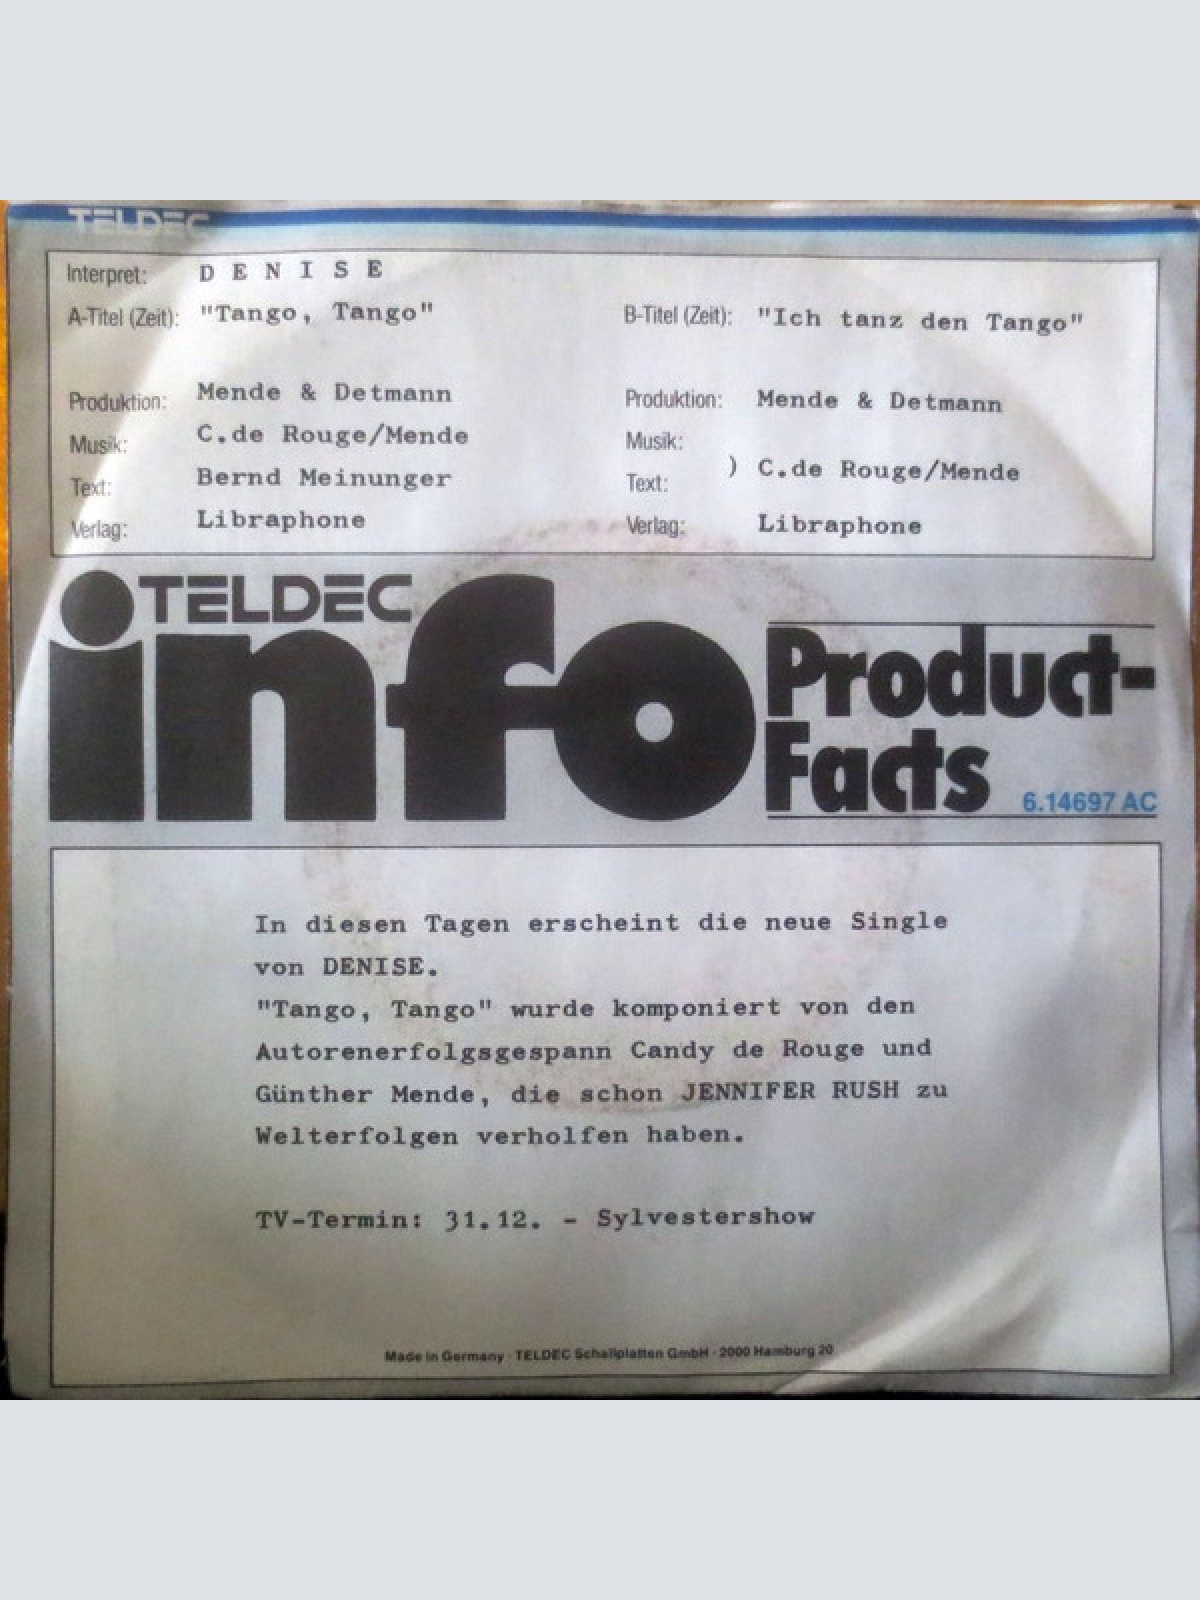 TELDEC
Interpret: D E N I S E
A-Titel (Zeit): "Tango, Tango"
Produktion: Mende & Detmann
Musik: C.de Rouge/Mende
Text: Bernd Meinunger
Verlag: Libraphone
B-Titel (Zeit): "Ich tanz den Tango"
Produktion: Mende & Detmann
Musik:
Text: ) C.de Rouge/Mende
Verlag: Libraphone
TELDEC
info
Product-
Facts
6.14697 AC
In diesen Tagen erscheint die neue Single
von DENISE.
"Tango, Tango" wurde komponiert von den
Autorenerfolgsgespann Candy de Rouge und
Günther Mende, die schon JENNIFER RUSH zu
Welterfolgen verholfen haben.
TV-Termin: 31.12. - Sylvestershow
Made in Germany · TELDEC Schallplatten GmbH · 2000 Hamburg 20